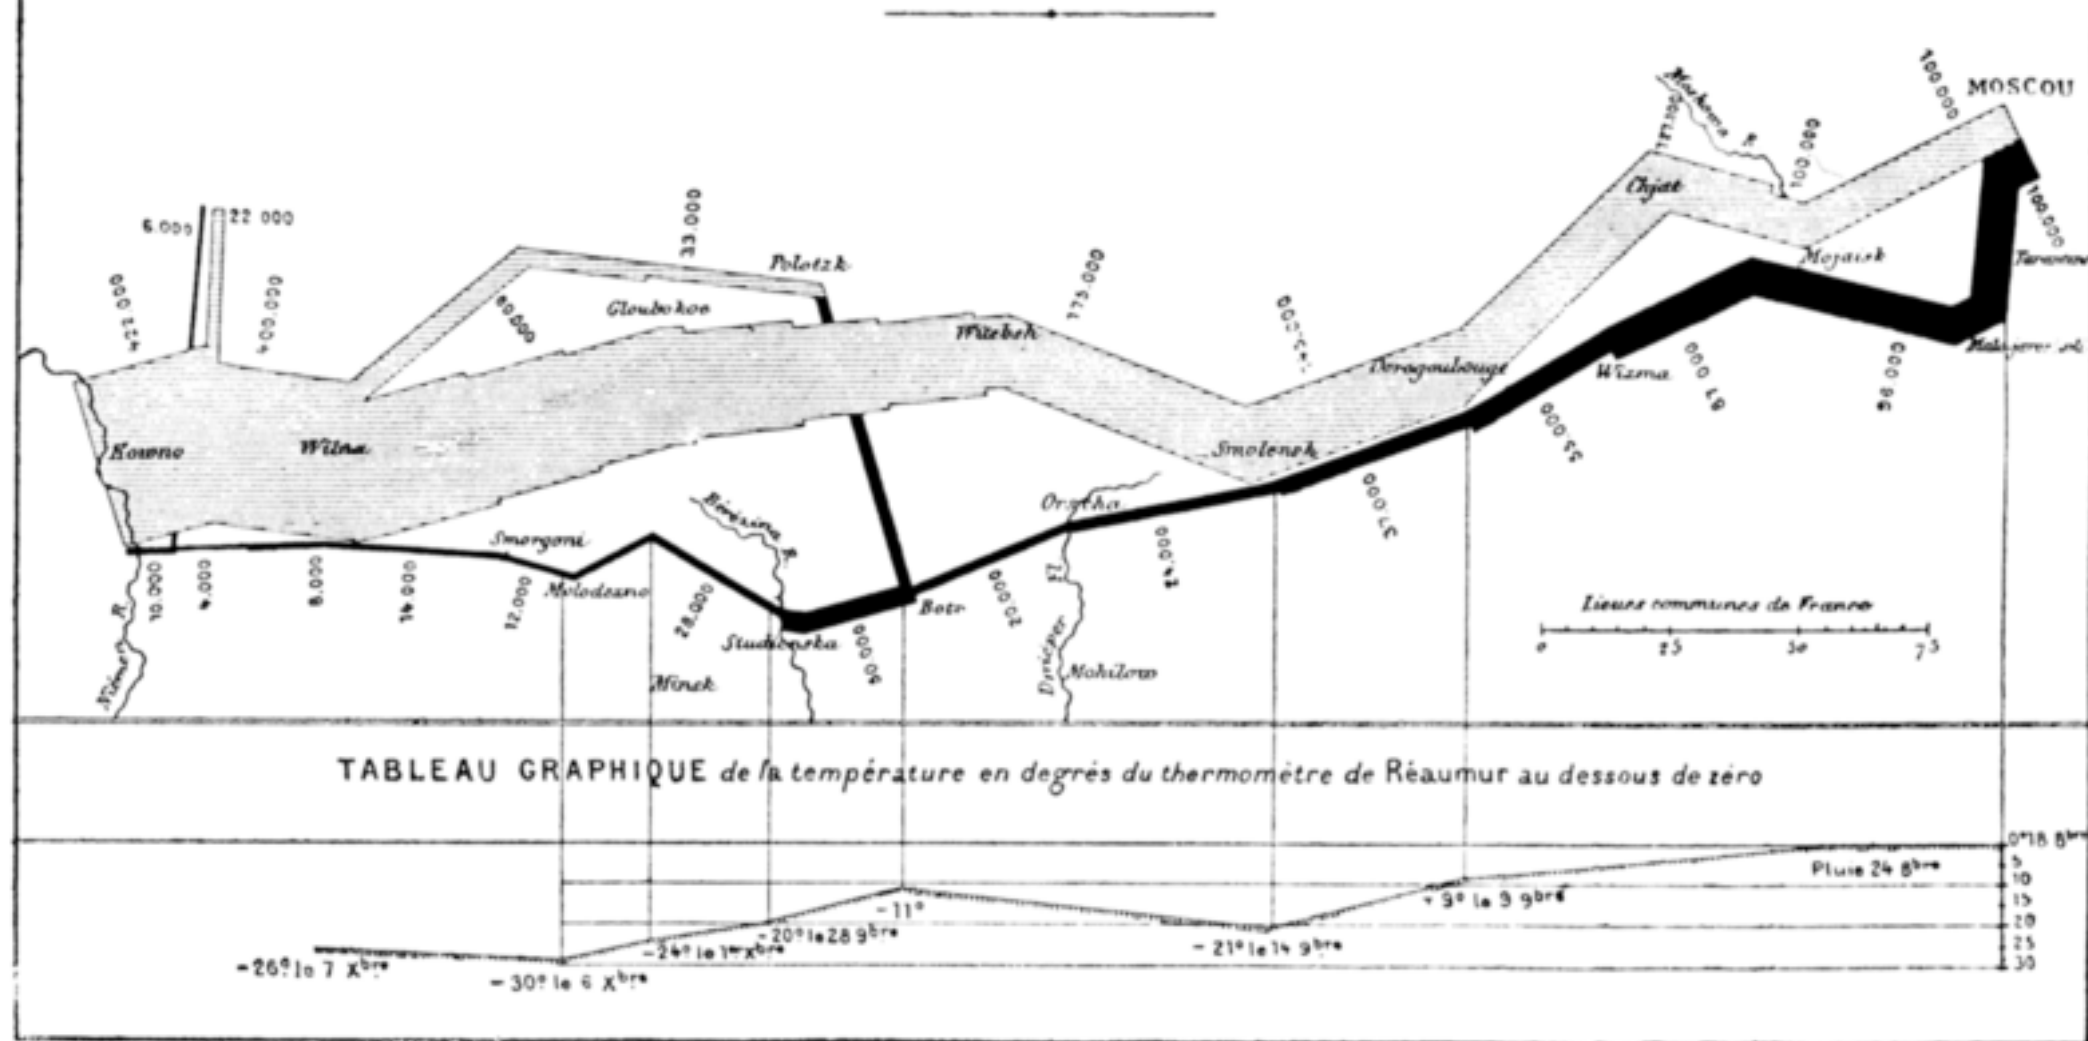 MOSCOU
100.000
Moskowa R.
127.100
100.000
22.000
6.000
33.000
Polotzk
100.000
422.000
400.000
60.000
Gloubokoe
175.000
145.000
Witebsk
Chjat
Mojaisk
Dorogoubouge
Wizma
87.000
96.000
Kowno
Wilna
Smolensk
55.000
37.000
Orscha
24.000
Bérézina R.
Smorgoni
Molodezno
10.000
4.000
8.000
14.000
12.000
28.000
Studienska
50.000
Botr
20.000
Dnieper
Mohilow
Minsk
Niémen R.
Lieues communes de France
0 25 50 75
TABLEAU GRAPHIQUE de la température en degrés du thermomètre de Réaumur au dessous de zéro
0° 18 8bre
5
Pluie 24 8bre
10
- 9° le 9 9bre
15
-11°
20
-20° le 28 9bre
-21° le 14 9bre
-24° le 1er Xbre
25
-26° le 7 Xbre
30
-30° le 6 Xbre